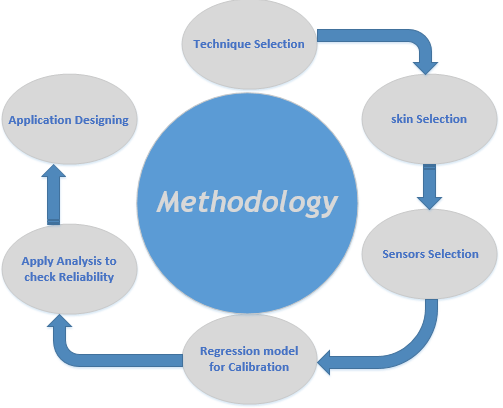 Technique Selection
skin Selection
Sensors Selection
Regression model
for Calibration
Apply Analysis to
check Reliability
Application Designing
Methodology